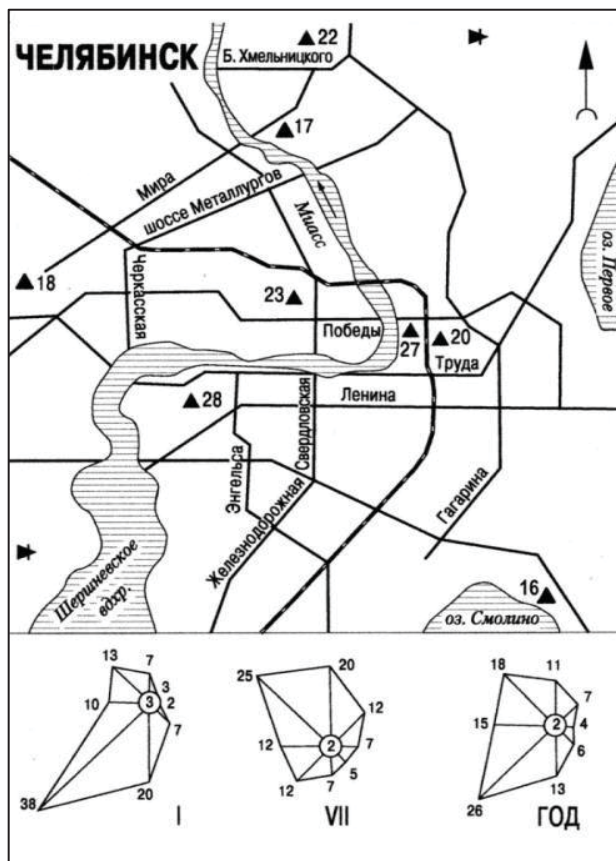 ЧЕЛЯБИНСК
22
Б. Хмельницкого
17
Мира
шоссе Металлургов
Миасс
оз. Первое
18
Черкасская
23
Победы
27
20
Труда
28
Ленина
Свердловская
Энгельса
Железнодорожная
Гагарина
Шершневское
вдхр.
16
оз. Смолино
13
7
3
10
3
2
7
38
20
I
25
20
12
12
2
7
5
12
7
VII
18
11
7
15
2
4
6
26
13
ГОД